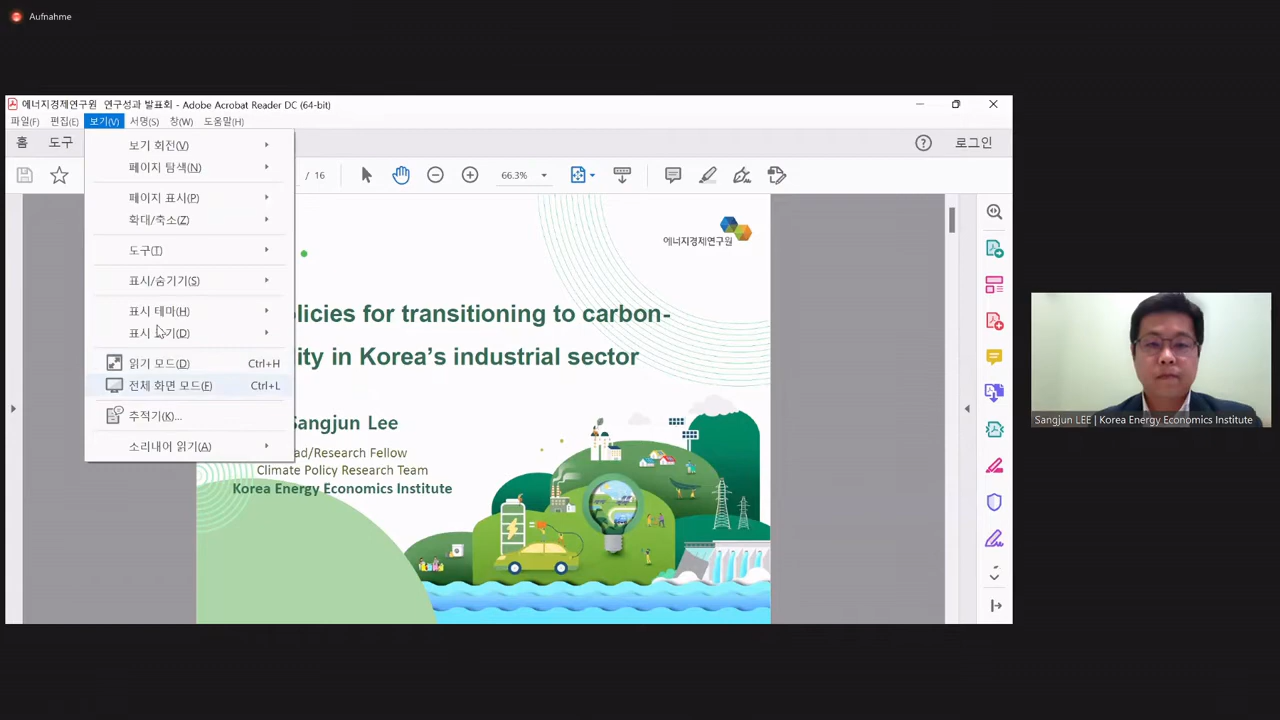 Aufnahme
에너지경제연구원 연구성과 발표회 - Adobe Acrobat Reader DC (64-bit)
파일(F) 편집(E) 보기(V) 서명(S) 창(W) 도움말(H)
홈 도구
로그인
/ 16
66.3%
보기 회전(V)
페이지 탐색(N)
페이지 표시(P)
확대/축소(Z)
도구(T)
표시/숨기기(S)
표시 테마(H)
표시
읽기 모드(D) Ctrl+H
전체 화면 모드(F) Ctrl+L
추적기(K)...
소리내어 읽기(A)
에너지경제연구원
licies for transitioning to carbon-
ity in Korea's industrial sector
Sangjun Lee
ad/Research Fellow
Climate Policy Research Team
Korea Energy Economics Institute
Sangjun LEE | Korea Energy Economics Institute